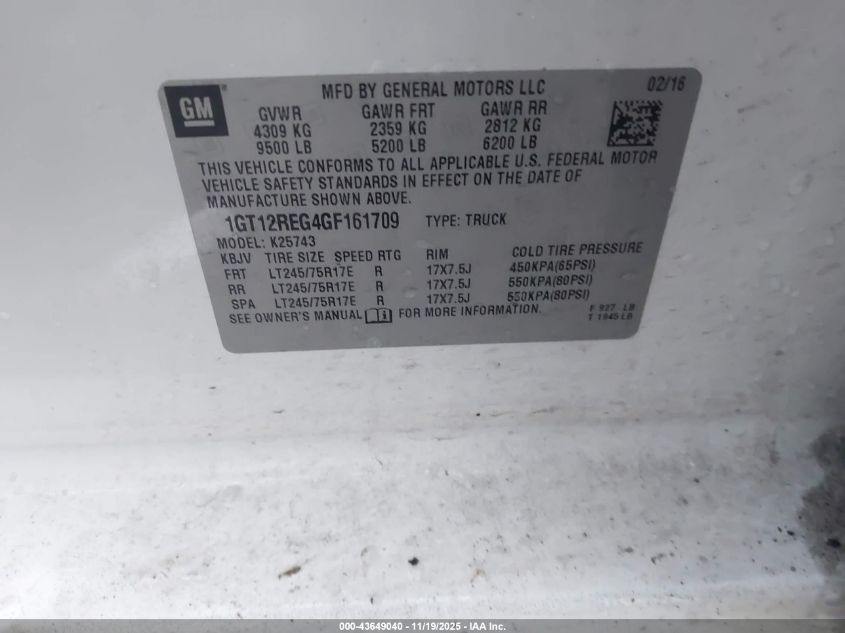 GM
MFD BY GENERAL MOTORS LLC 02/16
GVWR GAWR FRT GAWR RR
4309 KG 2359 KG 2812 KG
9500 LB 5200 LB 6200 LB
THIS VEHICLE CONFORMS TO ALL APPLICABLE U.S. FEDERAL MOTOR
VEHICLE SAFETY STANDARDS IN EFFECT ON THE DATE OF
MANUFACTURE SHOWN ABOVE.
1GT12REG4GF161709 TYPE: TRUCK
MODEL: K25743
KBJV TIRE SIZE SPEED RTG RIM COLD TIRE PRESSURE
FRT LT245/75R17E R 17X7.5J 450KPA(65PSI)
RR LT245/75R17E R 17X7.5J 550KPA(80PSI)
SPA LT245/75R17E R 17X7.5J 550KPA(80PSI)
SEE OWNER'S MANUAL FOR MORE INFORMATION.
F 927 LB
T 1945 LB
000-43649040 - 11/19/2025 - IAA Inc.